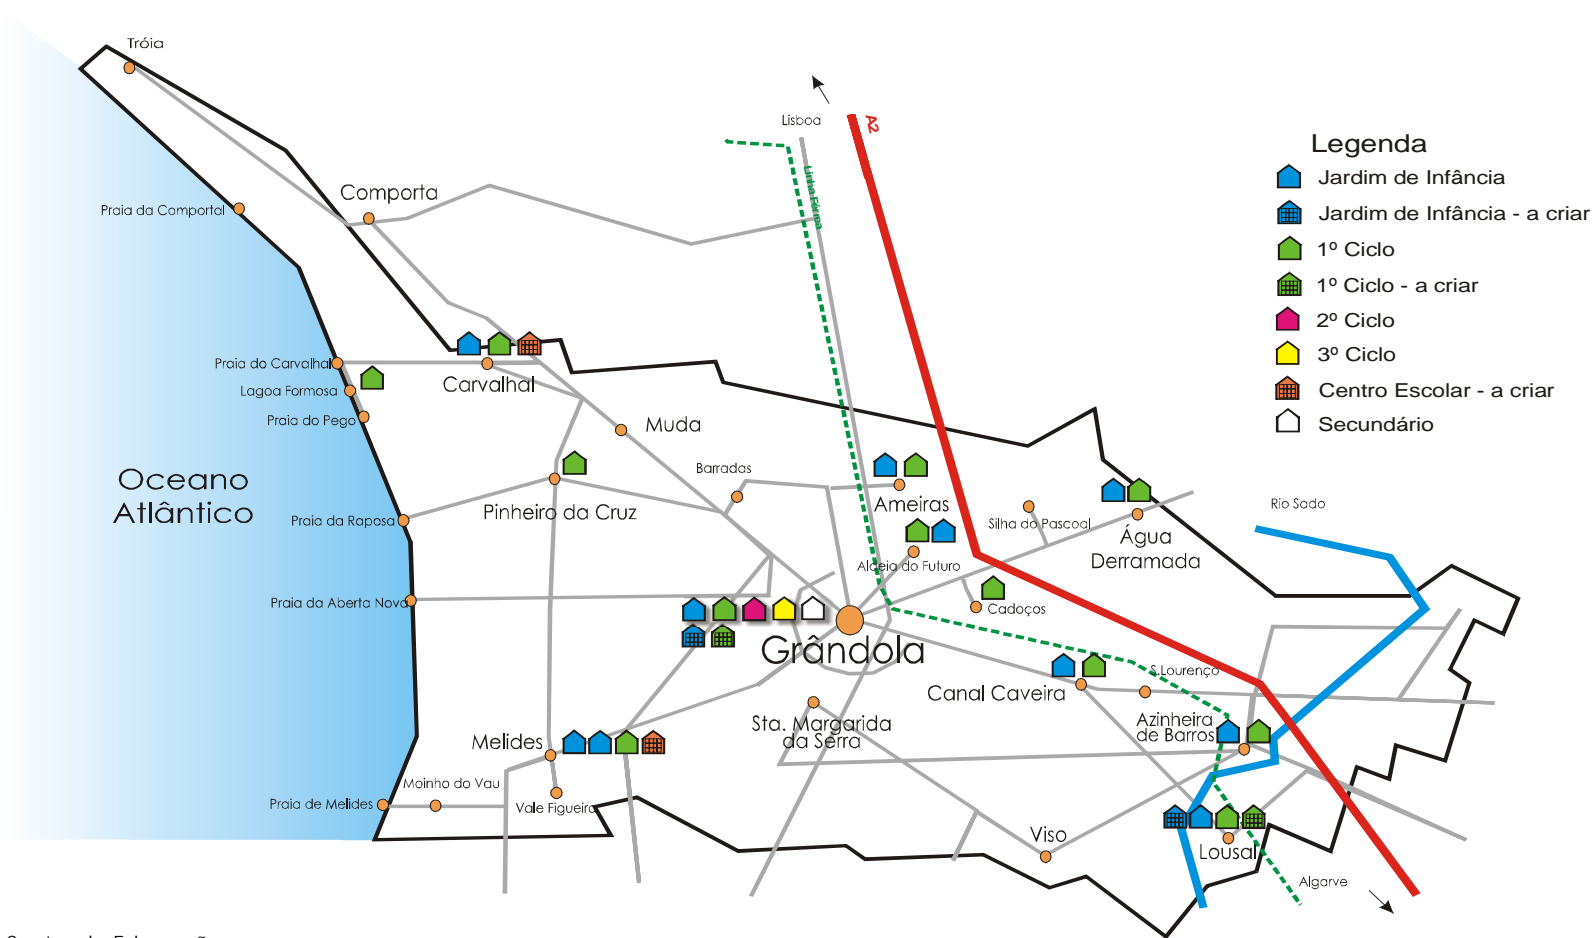 Tróia
Lisboa
A2
Linha Férrea
Legenda
Jardim de Infância
Jardim de Infância - a criar
1º Ciclo
1º Ciclo - a criar
2º Ciclo
3º Ciclo
Centro Escolar - a criar
Secundário
Comporta
Praia da Comportal
Praia do Carvalhal
Lagoa Formosa
Praia do Pego
Carvalhal
Muda
Oceano
Atlântico
Barradas
Ameiras
Pinheiro da Cruz
Praia da Raposa
Silha do Pascoal
Água
Derramada
Rio Sado
Aldeia do Futuro
Praia da Aberta Nova
Cadoços
Grândola
Canal Caveira
S.Lourenço
Sta. Margarida
da Serra
Azinheira
de Barros
Melides
Moinho do Vau
Praia de Melides
Vale Figueira
Viso
Lousal
Algarve